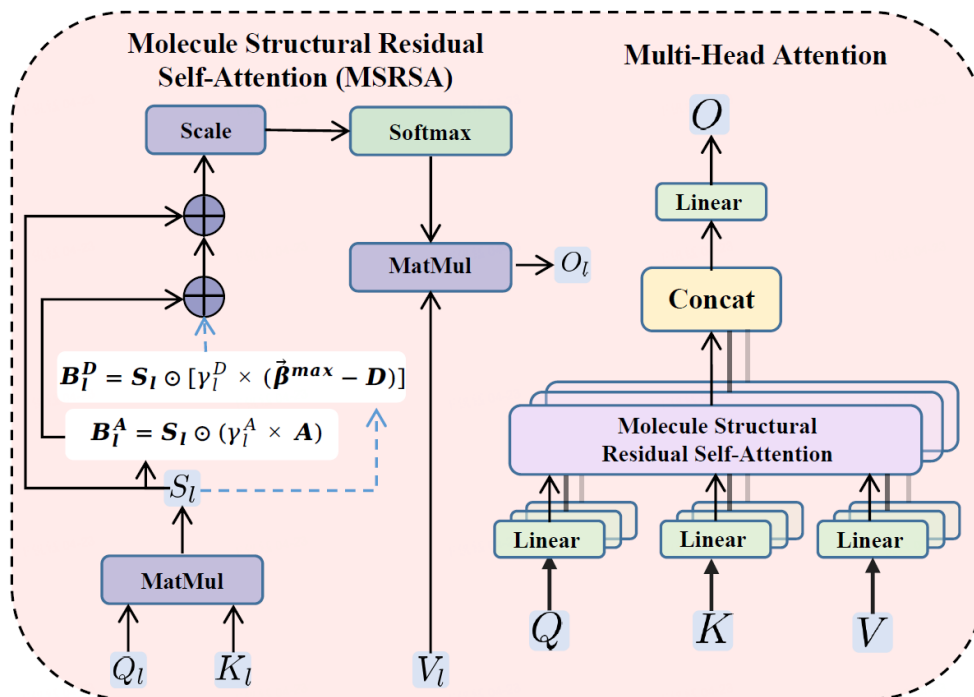 Molecule Structural Residual
Self-Attention (MSRSA)
Scale
Softmax
MatMul
O_l
B_l^D = S_l ⊙ [γ_l^D × (β⃗^max − D)]
B_l^A = S_l ⊙ (γ_l^A × A)
S_l
MatMul
Q_l
K_l
V_l
Multi-Head Attention
O
Linear
Concat
Molecule Structural
Residual Self-Attention
Linear
Linear
Linear
Q
K
V